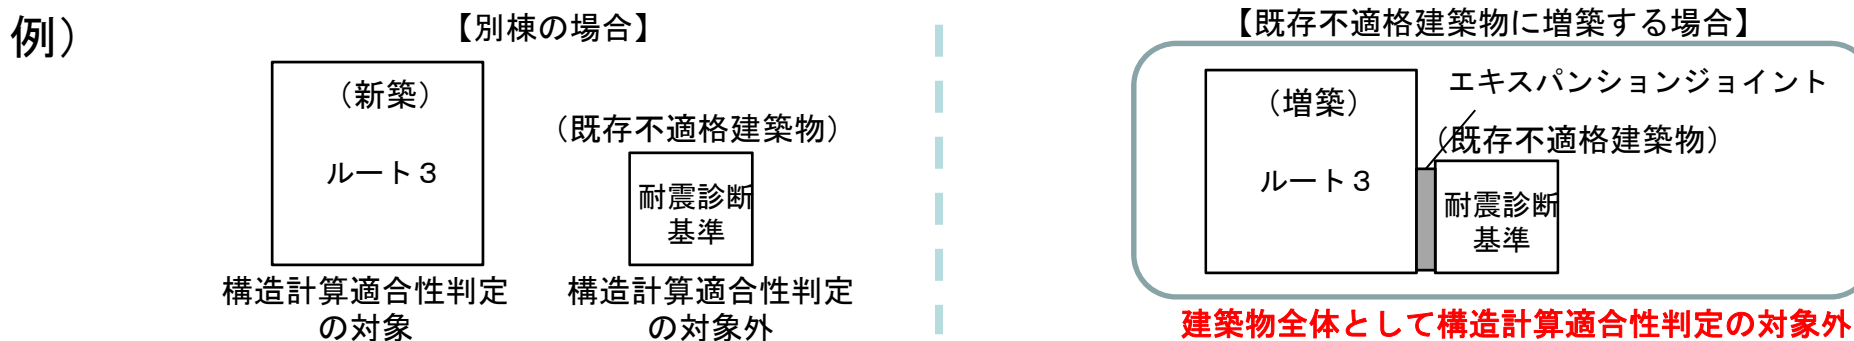 例）
【別棟の場合】
（新築）
ルート３
構造計算適合性判定
の対象
（既存不適格建築物）
耐震診断
基準
構造計算適合性判定
の対象外
【既存不適格建築物に増築する場合】
（増築）
ルート３
エキスパンションジョイント
（既存不適格建築物）
耐震診断
基準
建築物全体として構造計算適合性判定の対象外